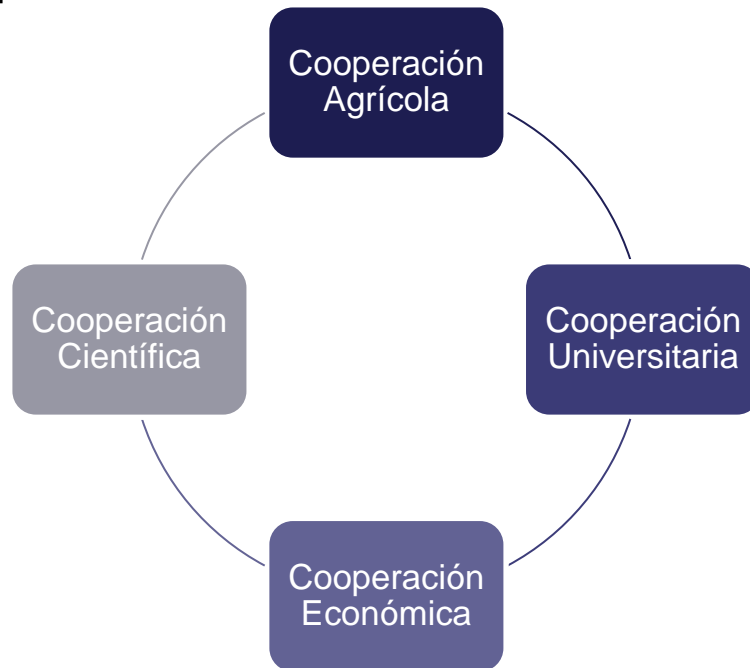 Cooperación
Agrícola
Cooperación
Universitaria
Cooperación
Económica
Cooperación
Científica